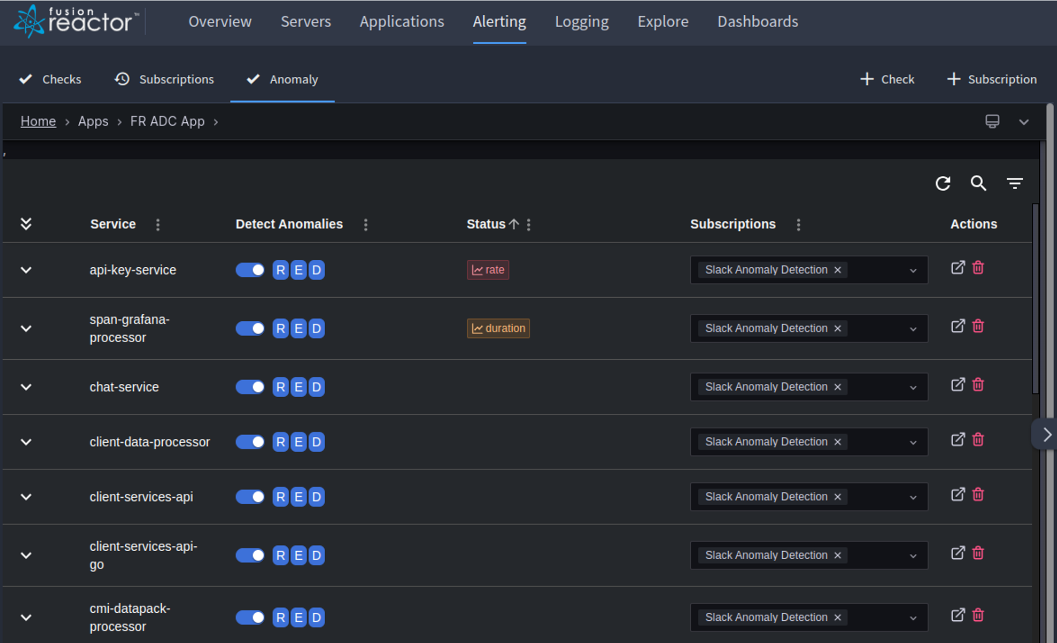 fusion
reactor™
Overview Servers Applications Alerting Logging Explore Dashboards
Checks Subscriptions Anomaly + Check + Subscription
Home › Apps › FR ADC App ›
,
Service Detect Anomalies Status Subscriptions Actions
api-key-service R E D rate Slack Anomaly Detection ×
span-grafana-
processor R E D duration Slack Anomaly Detection ×
chat-service R E D Slack Anomaly Detection ×
client-data-processor R E D Slack Anomaly Detection ×
client-services-api R E D Slack Anomaly Detection ×
client-services-api-
go R E D Slack Anomaly Detection ×
cmi-datapack-
processor R E D Slack Anomaly Detection ×